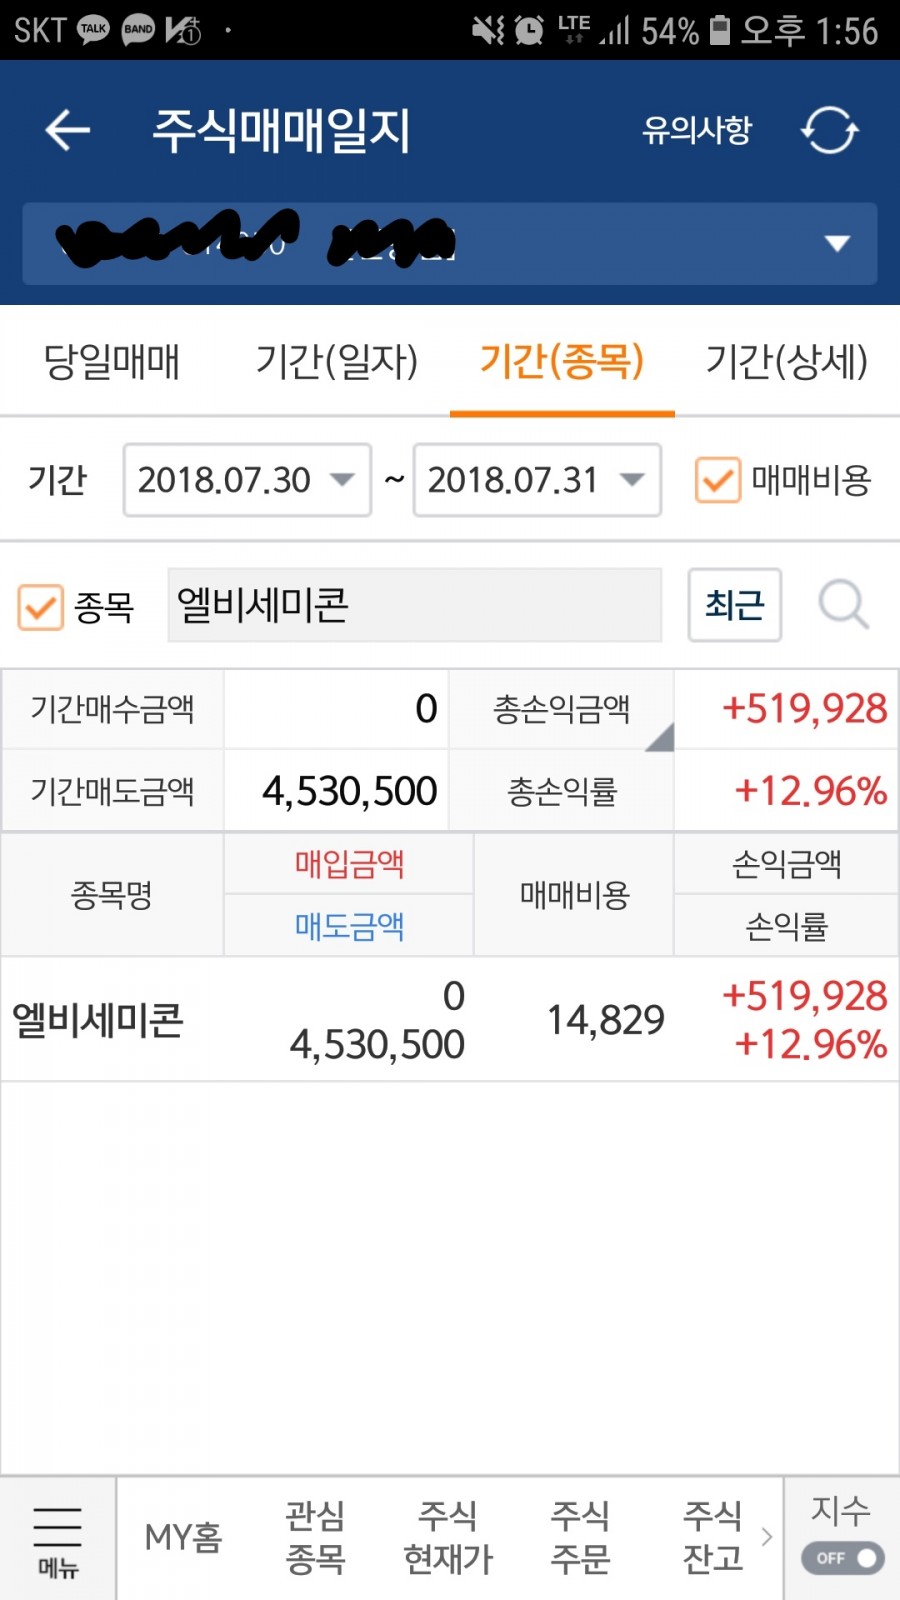 SKT TALK BAND LTE 54% 오후 1:56
주식매매일지 유의사항
당일매매 기간(일자) 기간(종목) 기간(상세)
기간 2018.07.30 ~ 2018.07.31 매매비용
종목 엘비세미콘 최근
기간매수금액 0 총손익금액 +519,928
기간매도금액 4,530,500 총손익률 +12.96%
종목명 매입금액 매매비용 손익금액
매도금액 손익률
엘비세미콘 0 14,829 +519,928
4,530,500 +12.96%
메뉴 MY홈 관심종목 주식현재가 주식주문 주식잔고 > 지수
OFF